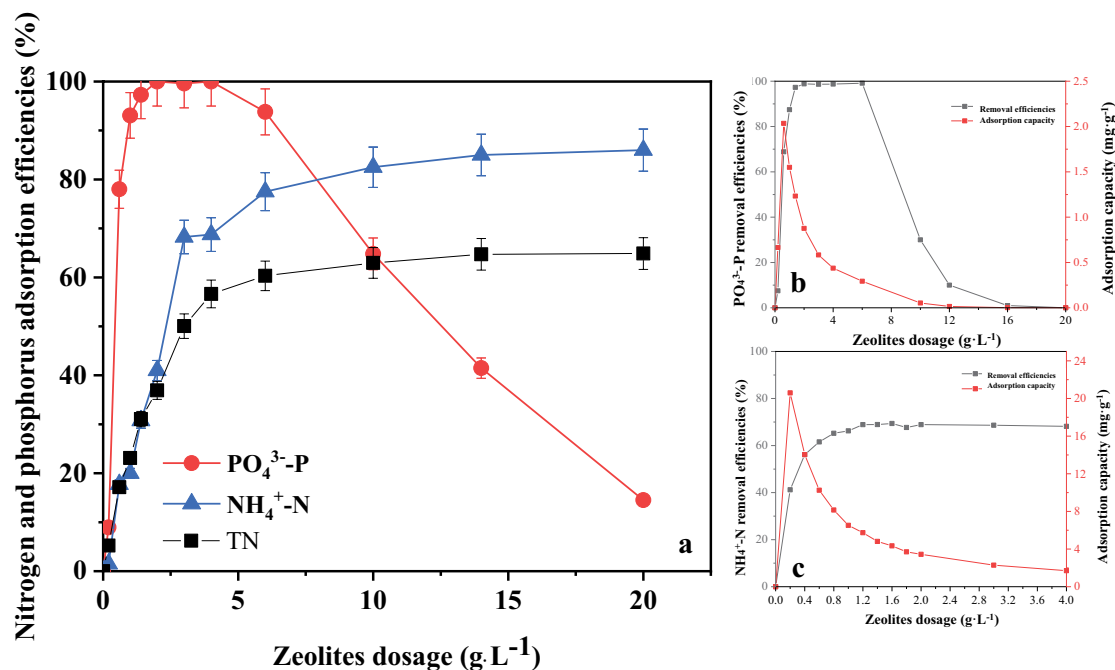 Nitrogen and phosphorus adsorption efficiencies (%)
100
80
60
40
20
0
PO₄³⁻-P
NH₄⁺-N
TN
a
0 5 10 15 20
Zeolites dosage (g·L⁻¹)
PO₄³⁻-P removal efficiencies (%)
100
80
60
40
20
0
Removal efficiencies
Adsorption capacity
b
2.5
2.0
1.5
1.0
0.5
0.0
Adsorption capacity (mg·g⁻¹)
0 4 8 12 16 20
Zeolites dosage (g·L⁻¹)
NH₄⁺-N removal efficiencies (%)
100
80
60
40
20
0
Removal efficiencies
Adsorption capacity
c
24
20
16
12
8
4
0
Adsorption capacity (mg·g⁻¹)
0.0 0.4 0.8 1.2 1.6 2.0 2.4 2.8 3.2 3.6 4.0
Zeolites dosage (g·L⁻¹)